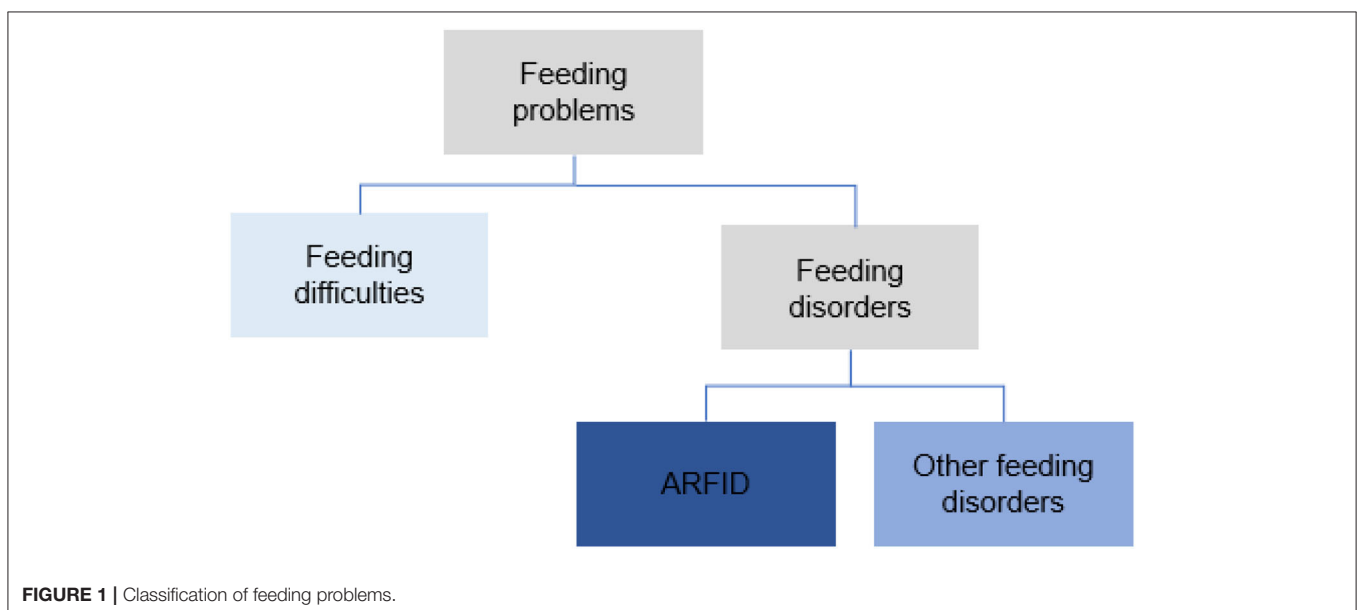 Feeding
problems
Feeding
difficulties
Feeding
disorders
ARFID
Other feeding
disorders
FIGURE 1 | Classification of feeding problems.